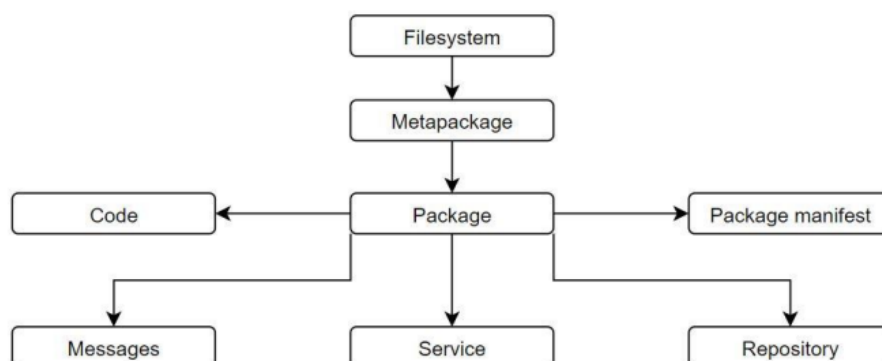 Filesystem
Metapackage
Code
Package
Package manifest
Messages
Service
Repository